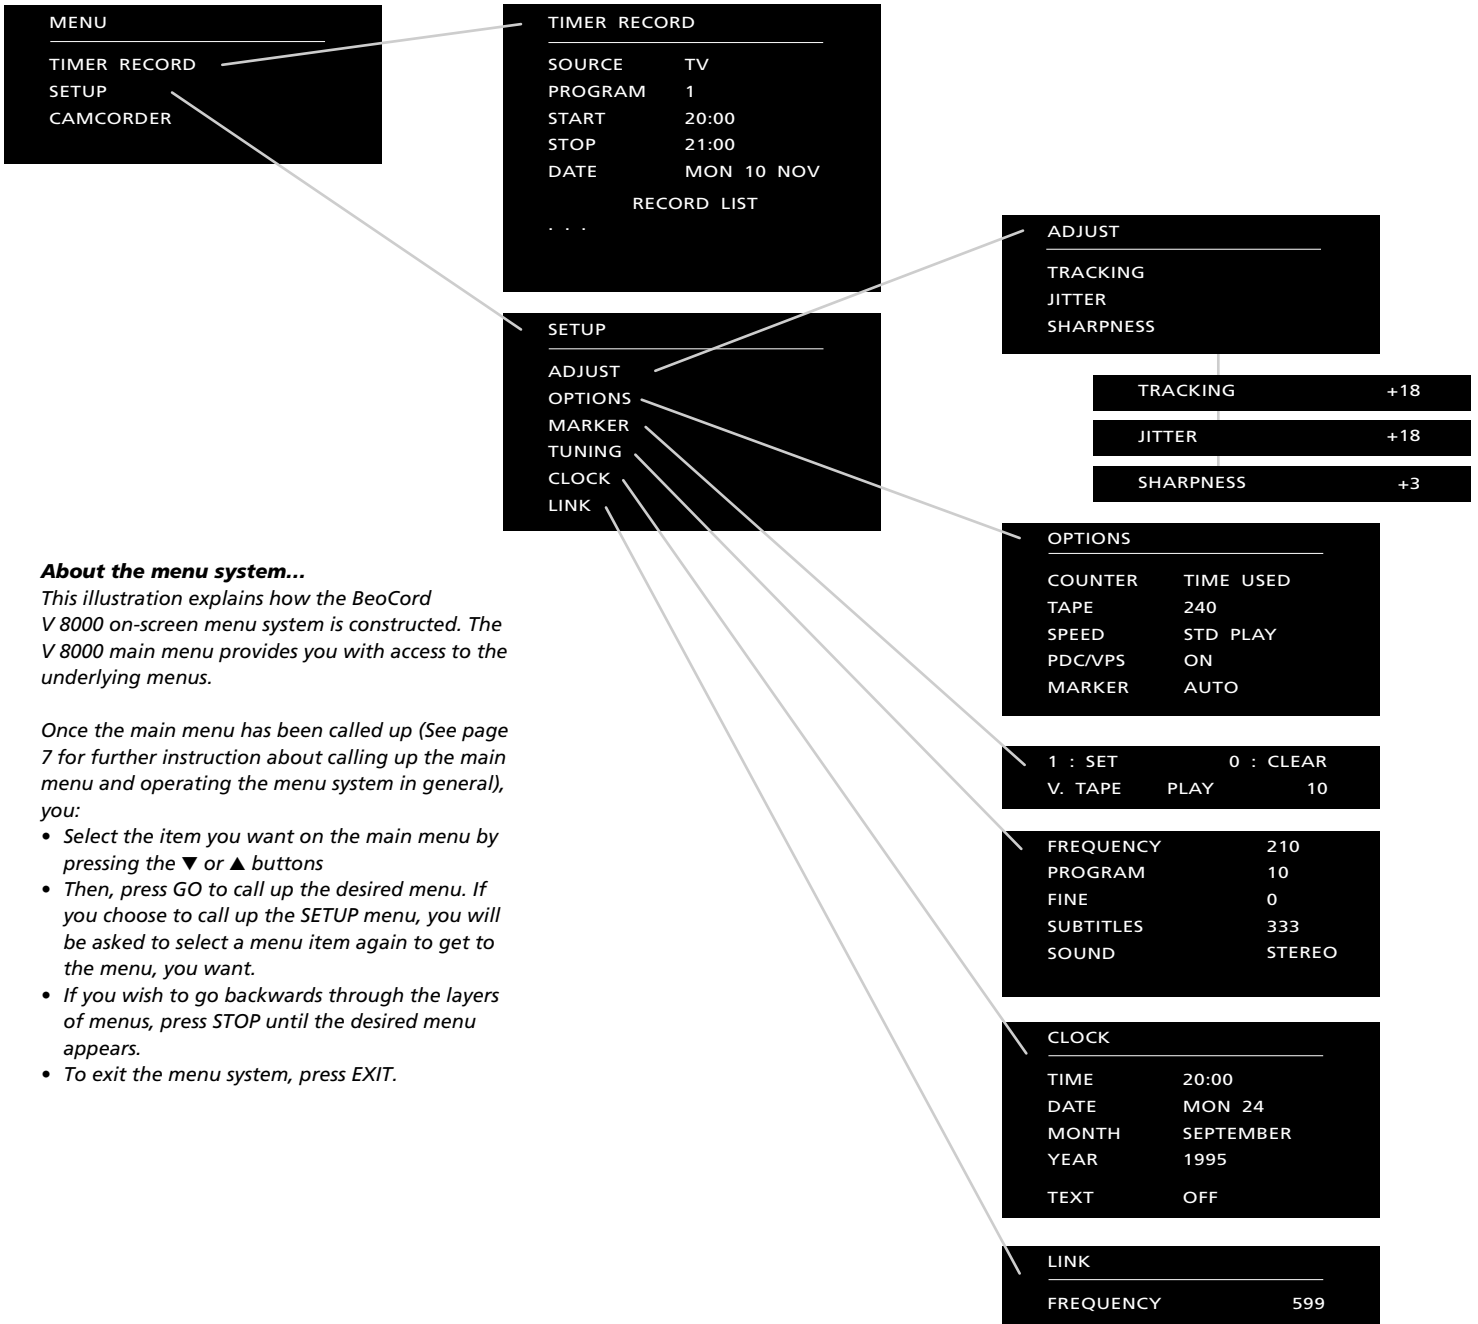 MENU
TIMER RECORD
SETUP
CAMCORDER
TIMER RECORD
SOURCE TV
PROGRAM 1
START 20:00
STOP 21:00
DATE MON 10 NOV
RECORD LIST
. . .
SETUP
ADJUST
OPTIONS
MARKER
TUNING
CLOCK
LINK
ADJUST
TRACKING
JITTER
SHARPNESS
TRACKING +18
JITTER +18
SHARPNESS +3
OPTIONS
COUNTER TIME USED
TAPE 240
SPEED STD PLAY
PDC/VPS ON
MARKER AUTO
1 : SET 0 : CLEAR
V. TAPE PLAY 10
FREQUENCY 210
PROGRAM 10
FINE 0
SUBTITLES 333
SOUND STEREO
CLOCK
TIME 20:00
DATE MON 24
MONTH SEPTEMBER
YEAR 1995
TEXT OFF
LINK
FREQUENCY 599
About the menu system...
This illustration explains how the BeoCord
V 8000 on-screen menu system is constructed. The
V 8000 main menu provides you with access to the
underlying menus.
Once the main menu has been called up (See page
7 for further instruction about calling up the main
menu and operating the menu system in general),
you:
• Select the item you want on the main menu by
pressing the ▼ or ▲ buttons
• Then, press GO to call up the desired menu. If
you choose to call up the SETUP menu, you will
be asked to select a menu item again to get to
the menu, you want.
• If you wish to go backwards through the layers
of menus, press STOP until the desired menu
appears.
• To exit the menu system, press EXIT.